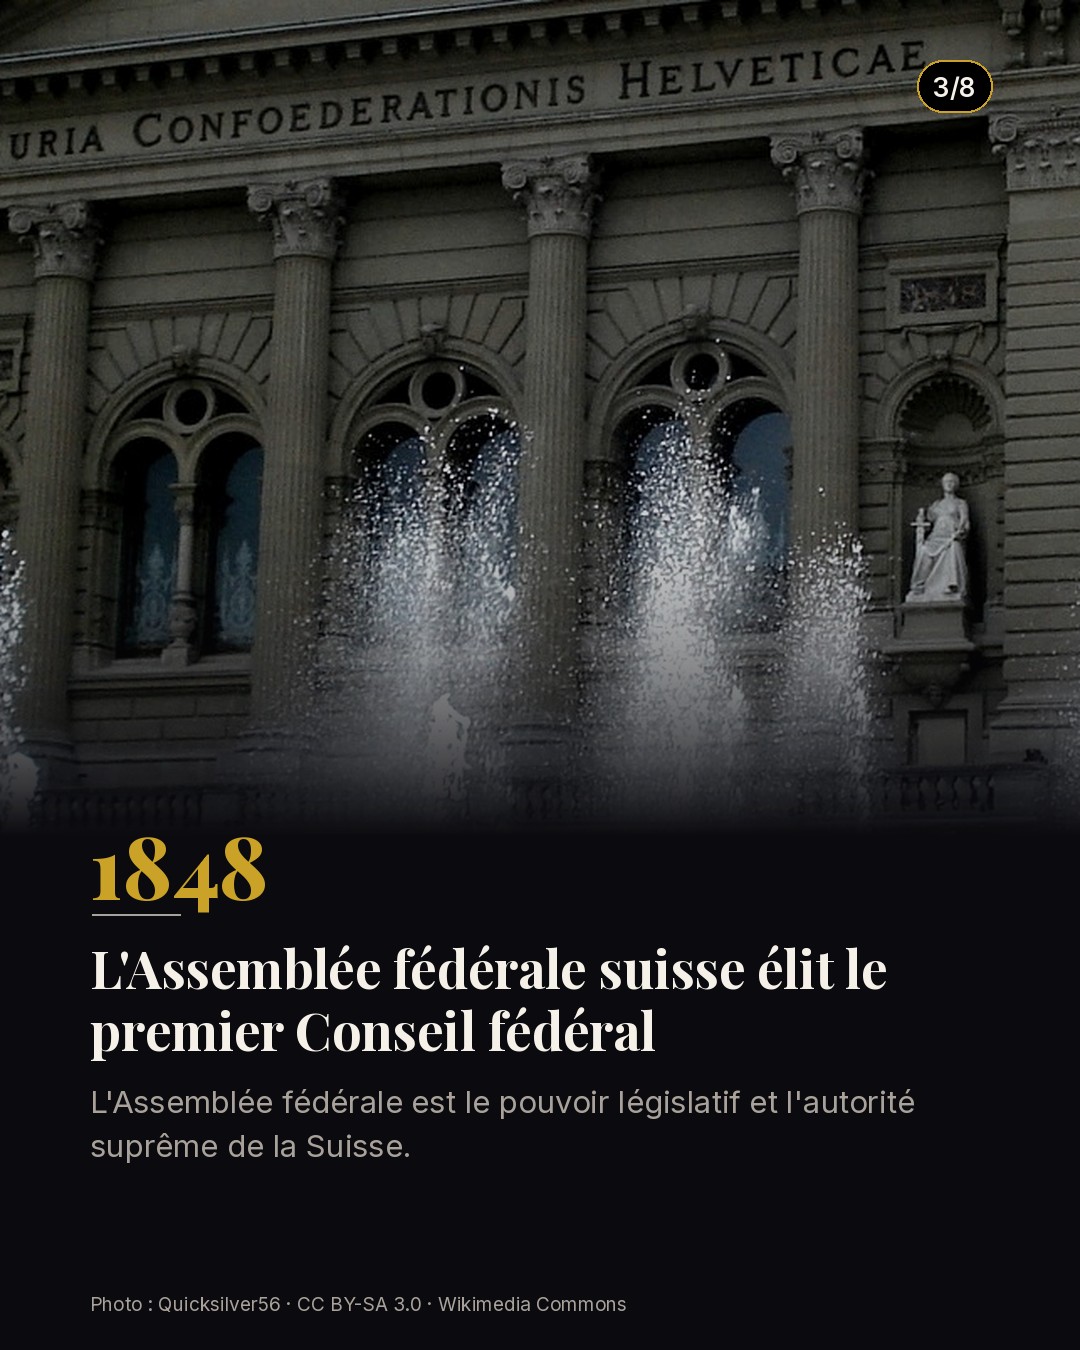 URIA CONFOEDERATIONIS HELVETICAE
3/8
1848
L'Assemblée fédérale suisse élit le
premier Conseil fédéral
L'Assemblée fédérale est le pouvoir législatif et l'autorité
suprême de la Suisse.
Photo : Quicksilver56 · CC BY-SA 3.0 · Wikimedia Commons